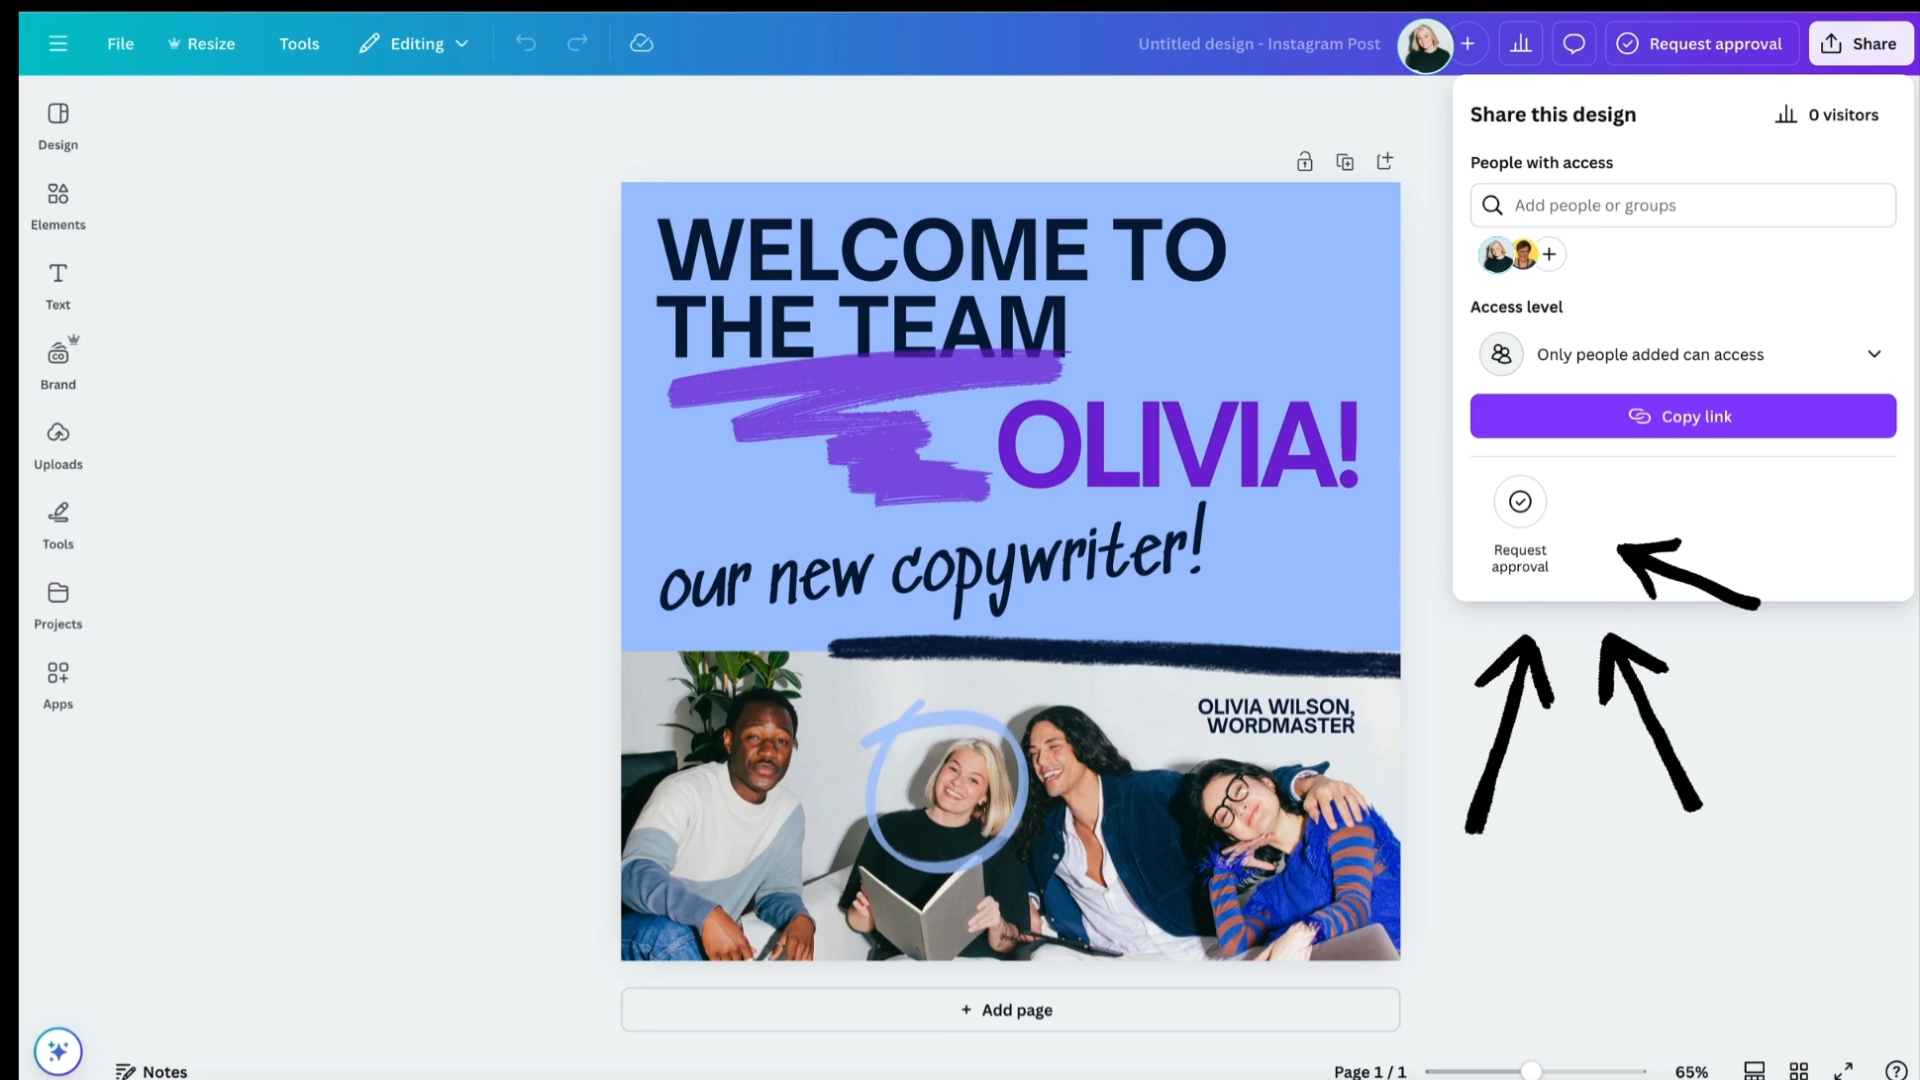 File
Resize
Tools
Editing
Untitled design - Instagram Post
Request approval
Share
Design
Elements
Text
CO
Brand
Uploads
Tools
Projects
Apps
WELCOME TO
THE TEAM
OLIVIA!
our new copywriter!
OLIVIA WILSON,
WORDMASTER
Share this design
0 visitors
People with access
Add people or groups
Access level
Only people added can access
Copy link
Request
approval
+ Add page
Notes
Page 1 / 1
65%